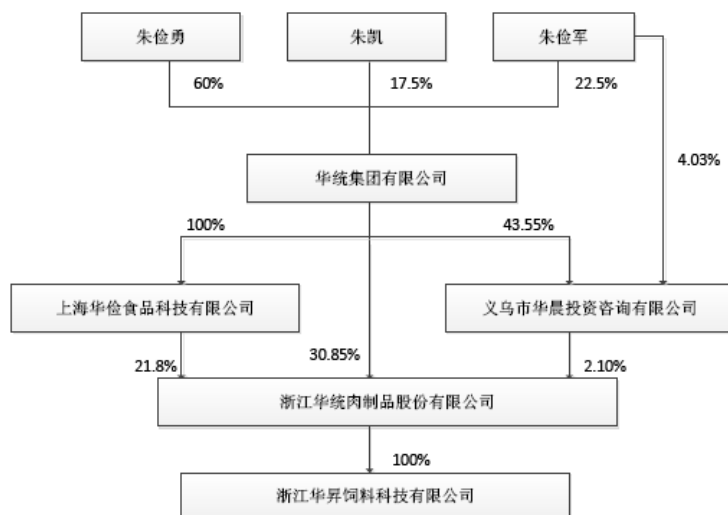 朱俭勇
朱凯
朱俭军
60%
17.5%
22.5%
4.03%
华统集团有限公司
100%
43.55%
上海华俭食品科技有限公司
义乌市华晨投资咨询有限公司
21.8%
30.85%
2.10%
浙江华统肉制品股份有限公司
100%
浙江华昇饲料科技有限公司